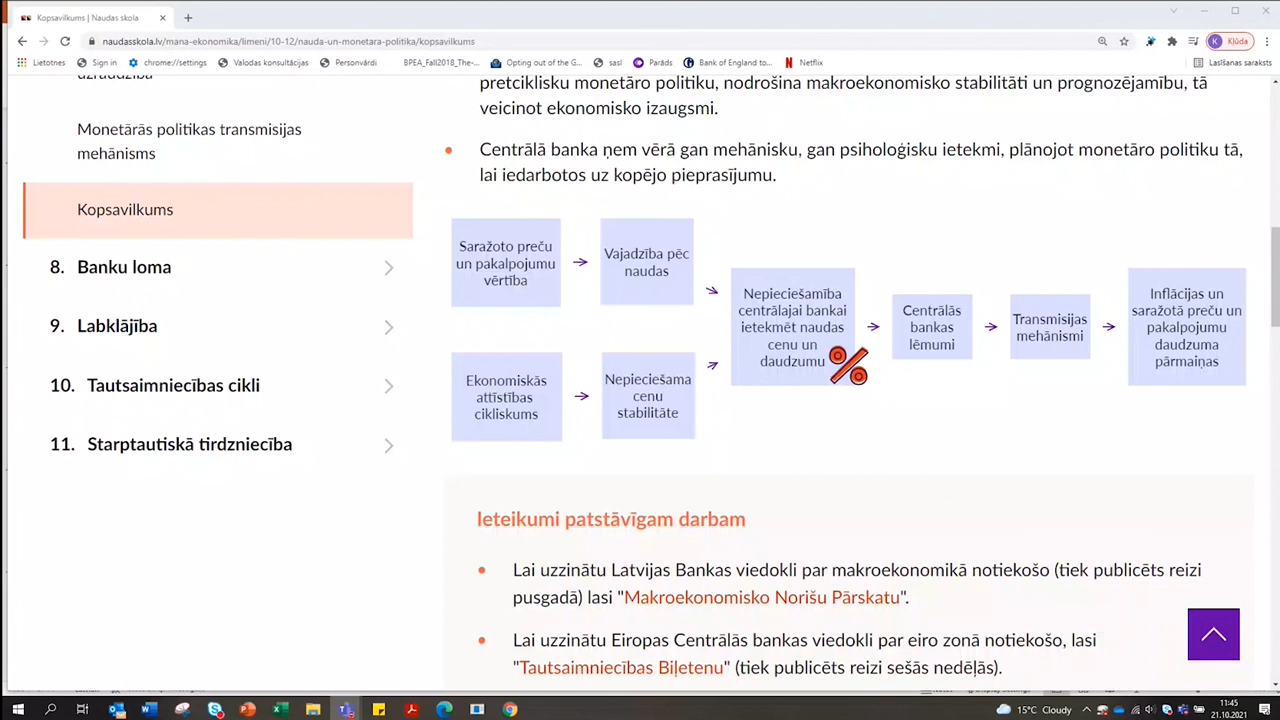 Kopsavilkums | Naudas skola
naudasskola.lv/mana-ekonomika/limeni/10-12/nauda-un-monetara-politika/kopsavilkums
K Kļūda
Lietotnes
Sign in
chrome://settings
Valodas konsultācijas
Personvārdi
BPEA_Fall2018_The-...
Opting out of the G...
sasl
Parāds
Bank of England to...
Netflix
Lasīšanas saraksts
uzraudzība
Monetārās politikas transmisijas
mehānisms
Kopsavilkums
8. Banku loma
9. Labklājība
10. Tautsaimniecības cikli
11. Starptautiskā tirdzniecība
pretciklisku monetāro politiku, nodrošina makroekonomisko stabilitāti un prognozējamību, tā
veicinot ekonomisko izaugsmi.
Centrālā banka ņem vērā gan mehānisku, gan psiholoģisku ietekmi, plānojot monetāro politiku tā,
lai iedarbotos uz kopējo pieprasījumu.
Saražoto preču
un pakalpojumu
vērtība
Vajadzība pēc
naudas
Ekonomiskās
attīstības
cikliskums
Nepieciešama
cenu
stabilitāte
Nepieciešamība
centrālajai bankai
ietekmēt naudas
cenu un
daudzumu %
Centrālās
bankas
lēmumi
Transmisijas
mehānismi
Inflācijas un
saražotā preču un
pakalpojumu
daudzuma
pārmaiņas
Ieteikumi patstāvīgam darbam
Lai uzzinātu Latvijas Bankas viedokli par makroekonomikā notiekošo (tiek publicēts reizi
pusgadā) lasi "Makroekonomisko Norišu Pārskatu".
Lai uzzinātu Eiropas Centrālās bankas viedokli par eiro zonā notiekošo, lasi
"Tautsaimniecības Biļetenu" (tiek publicēts reizi sešās nedēļās).
15°C Cloudy
11:45
21.10.2021